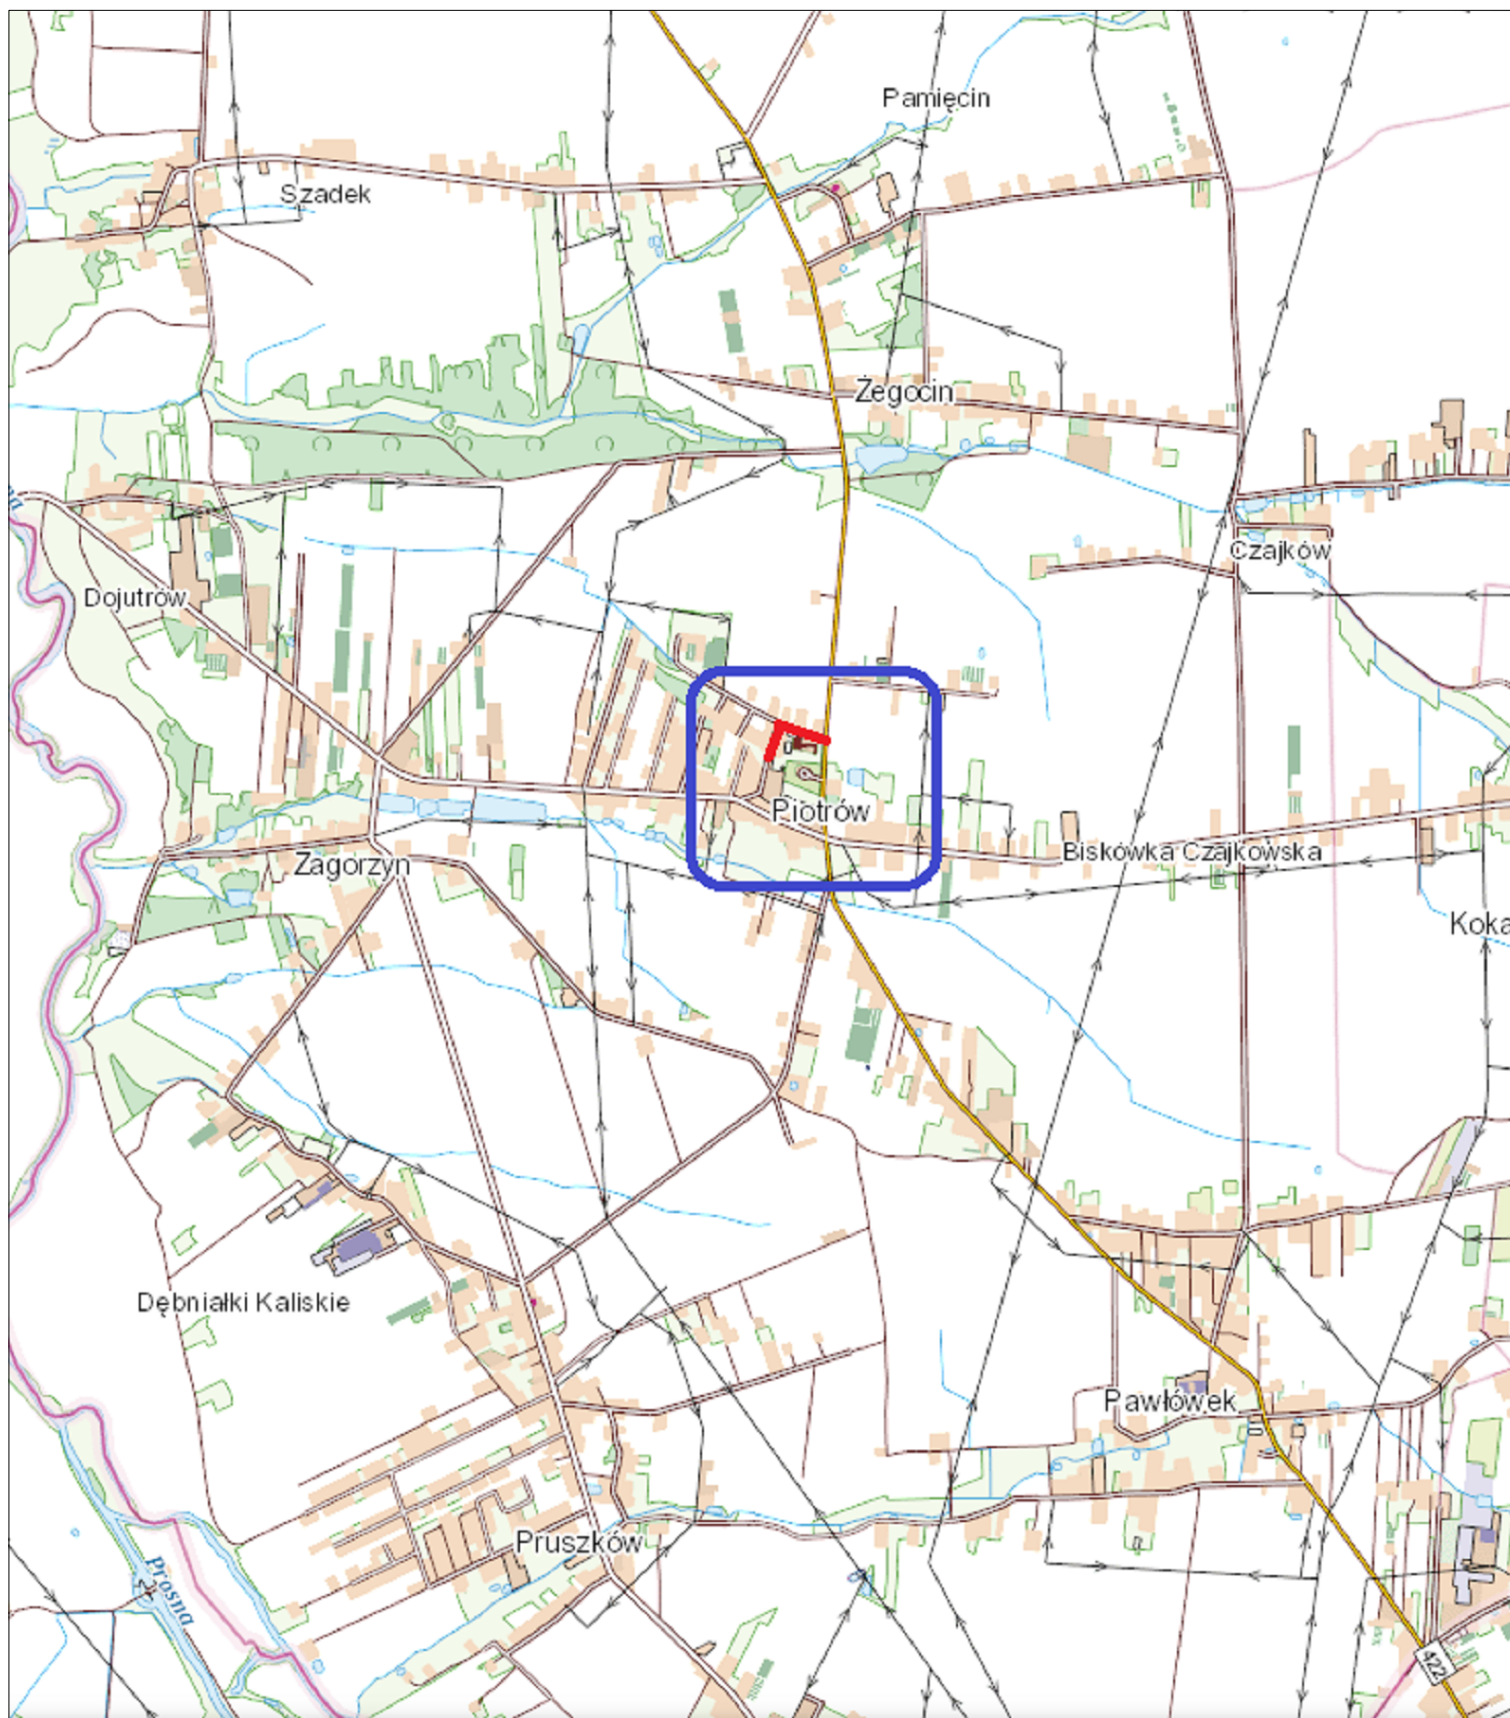 Pamięcin
Szadek
Żegocin
Czajków
Dojutrów
Piotrów
Biskówka Czajkowska
Zagorzyn
Koka
Dębniałki Kaliskie
Pawłówek
Pruszków
Prosna
422